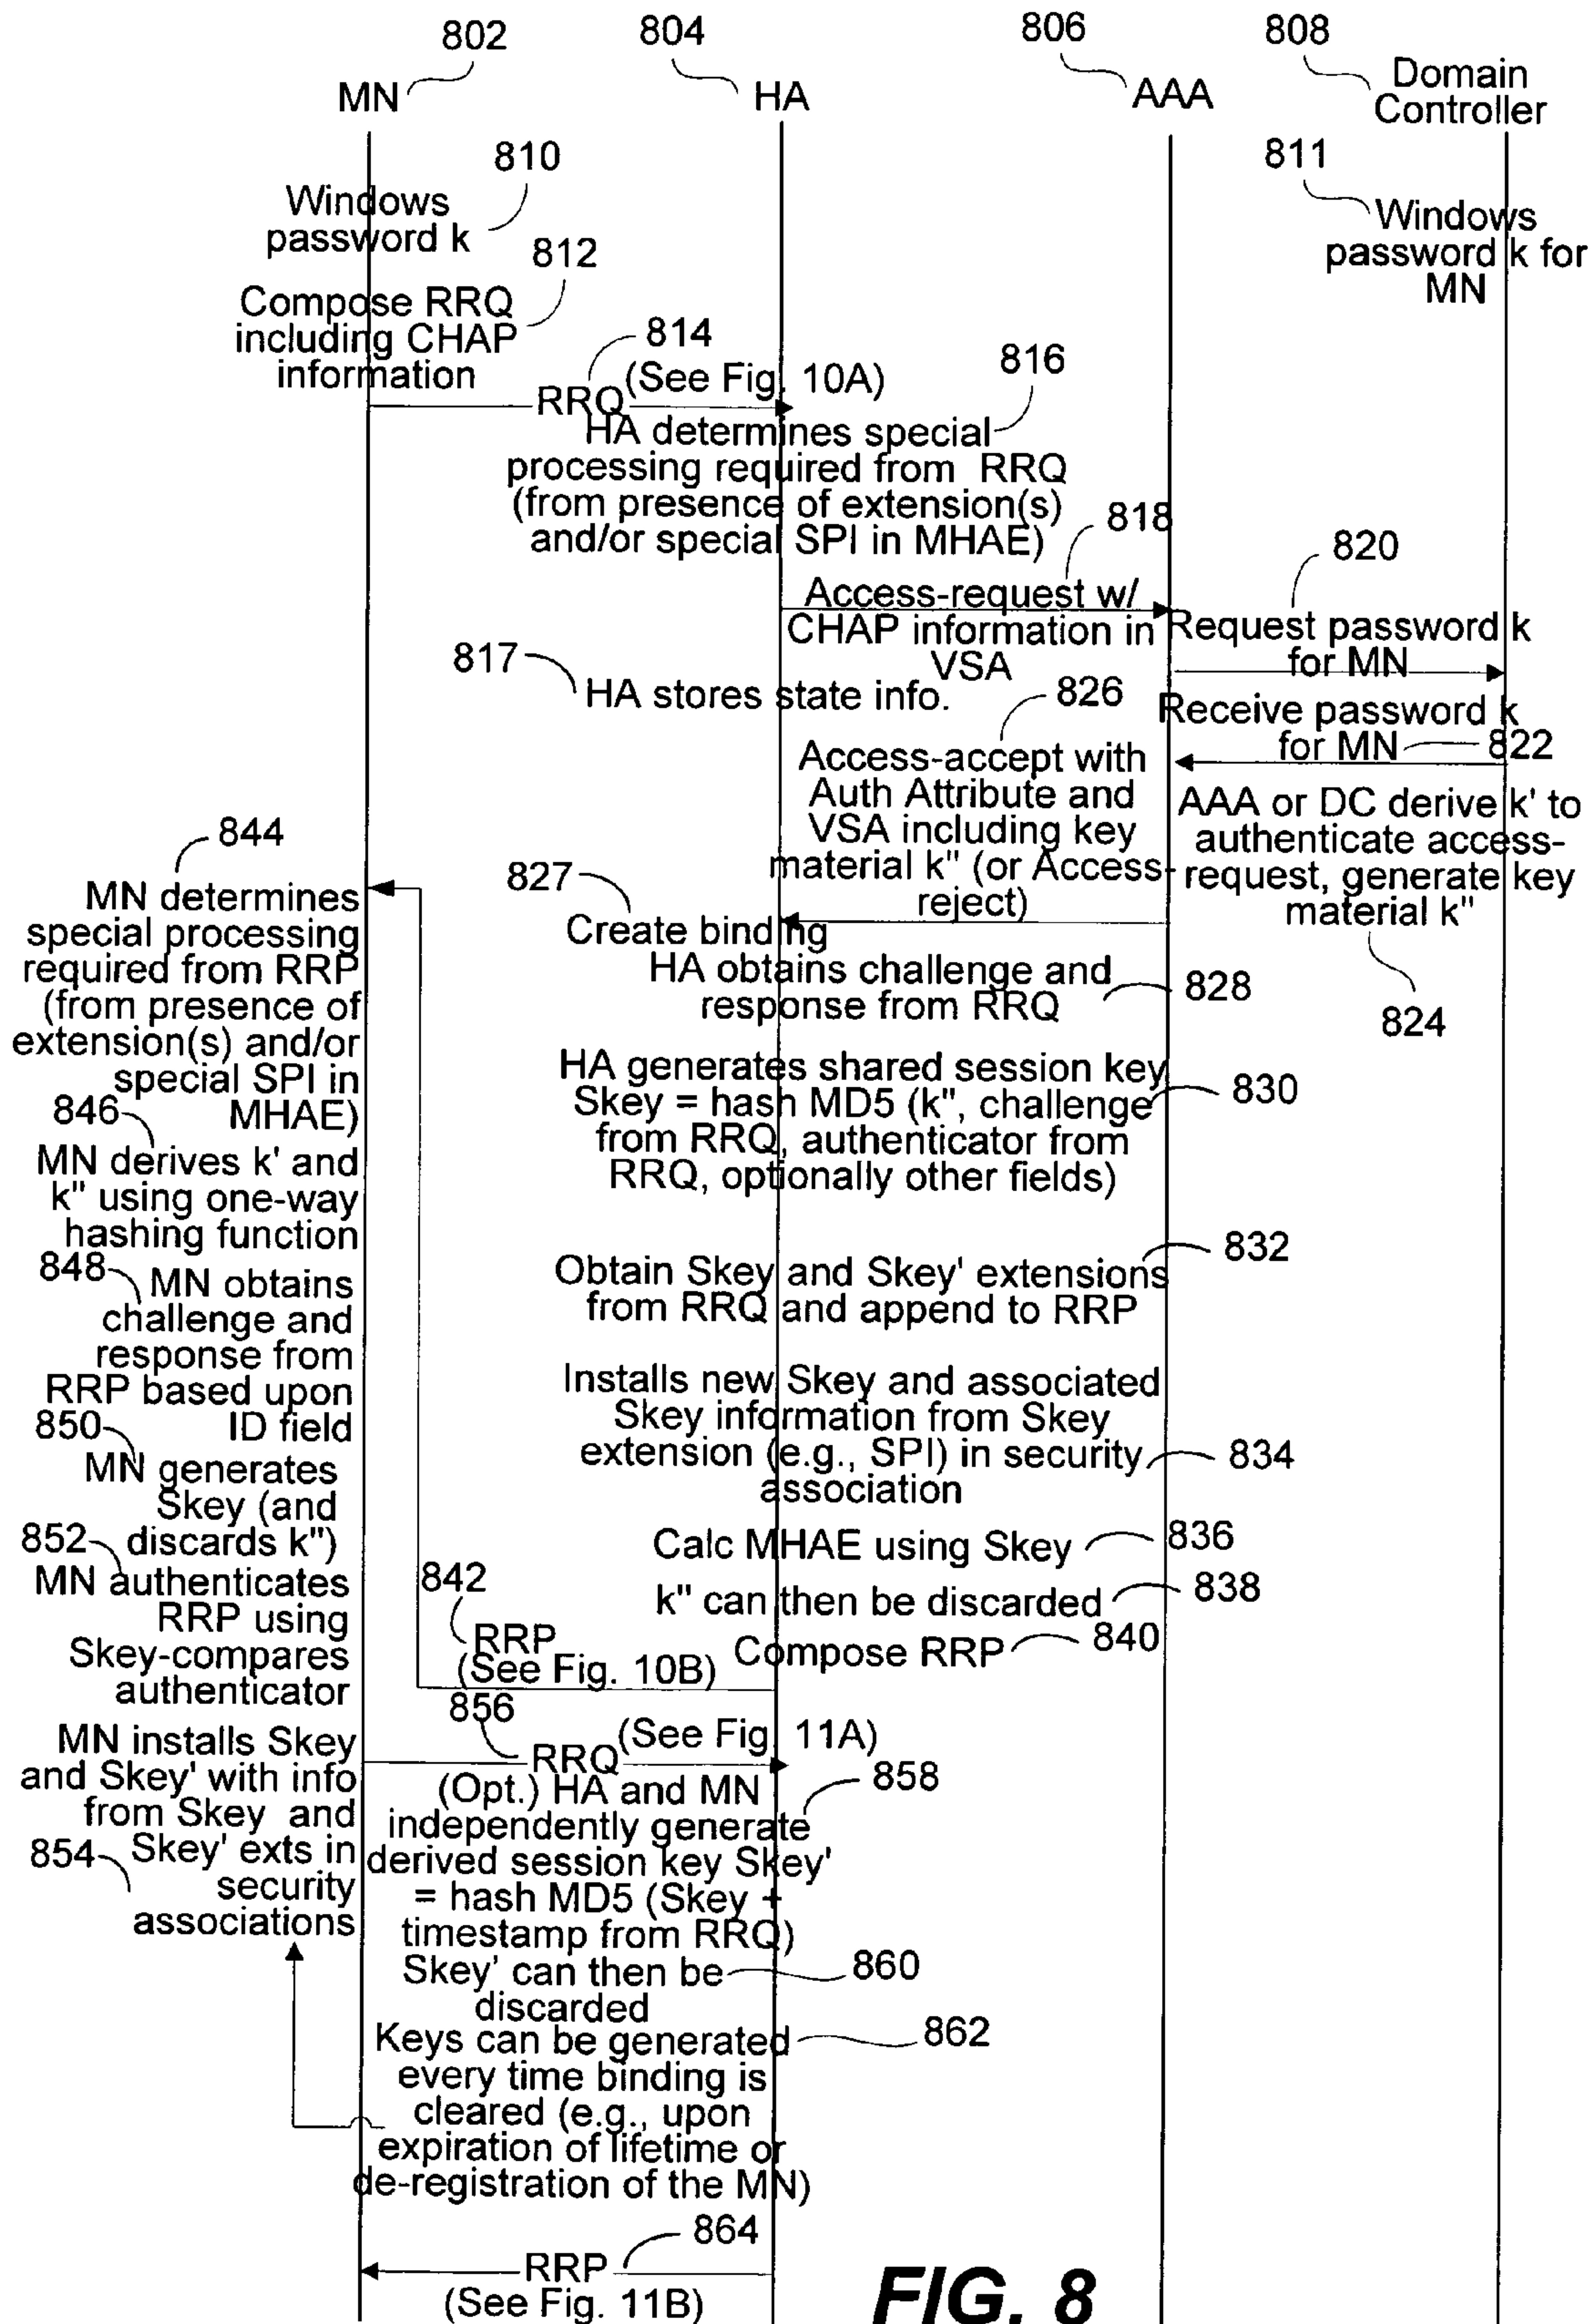 802
804
806
808
MN
HA
AAA
Domain
Controller
810
811
Windows
password k
Windows
password k for
MN
812
Compose RRQ
including CHAP
information
814
RRQ
(See Fig. 10A)
816
HA determines special
processing required from RRQ
(from presence of extension(s)
and/or special SPI in MHAE)
818
Access-request w/
CHAP information in
VSA
820
Request password k
for MN
817
HA stores state info.
Receive password k
for MN
822
826
Access-accept with
Auth Attribute and
VSA including key
material k" (or Access-
reject)
AAA or DC derive k' to
authenticate access-
request, generate key
material k"
824
827
Create binding
HA obtains challenge and
response from RRQ
828
HA generates shared session key
Skey = hash MD5 (k", challenge
from RRQ, authenticator from
RRQ, optionally other fields)
830
832
Obtain Skey and Skey' extensions
from RRQ and append to RRP
Installs new Skey and associated
Skey information from Skey
extension (e.g., SPI) in security
association
834
Calc MHAE using Skey
836
k" can then be discarded
838
Compose RRP
840
842
RRP
(See Fig. 10B)
844
MN determines
special processing
required from RRP
(from presence of
extension(s) and/or
special SPI in
MHAE)
846
MN derives k' and
k" using one-way
hashing function
848
MN obtains
challenge and
response from
RRP based upon
ID field
850
MN generates
Skey (and
discards k")
852
MN authenticates
RRP using
Skey-compares
authenticator
MN installs Skey
and Skey' with info
from Skey and
Skey' exts in
security
associations
854
856
RRQ
(See Fig. 11A)
(Opt.) HA and MN
independently generate
derived session key Skey'
= hash MD5 (Skey +
timestamp from RRQ)
858
Skey' can then be
discarded
860
Keys can be generated
every time binding is
cleared (e.g., upon
expiration of lifetime or
de-registration of the MN)
862
864
RRP
(See Fig. 11B)
FIG. 8